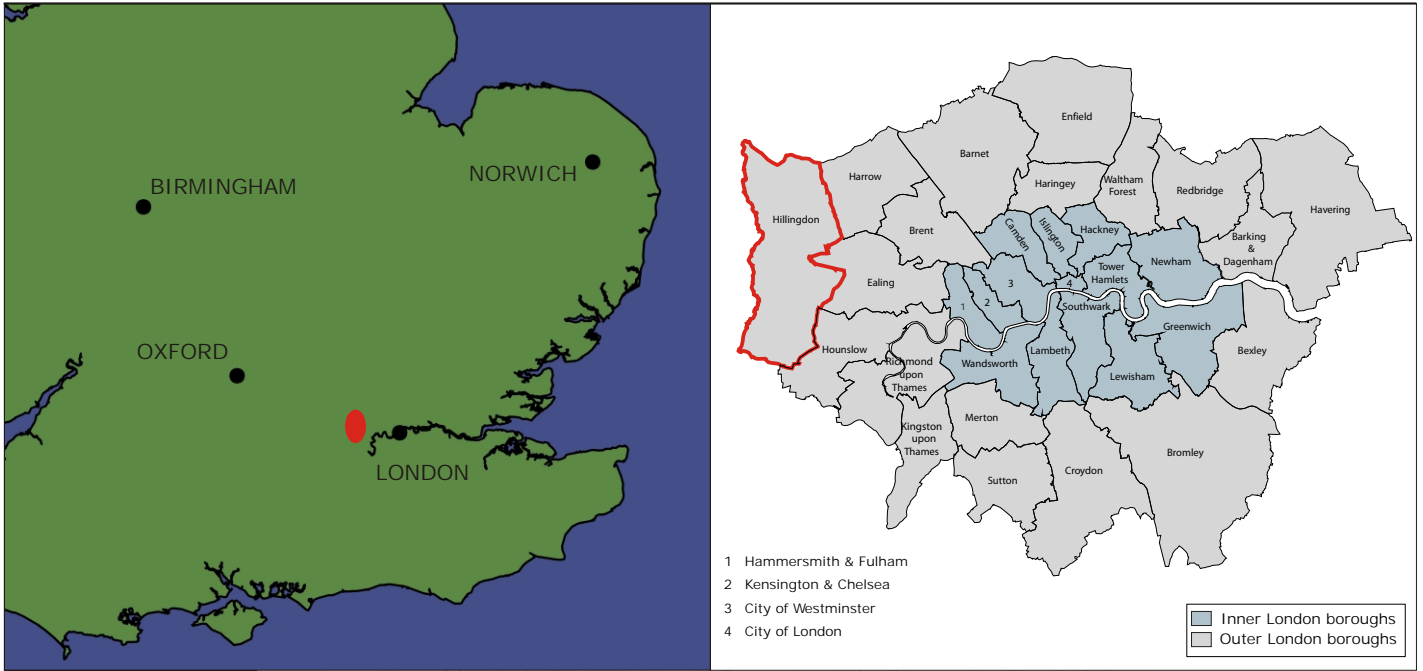 BIRMINGHAM
NORWICH
OXFORD
LONDON
Enfield
Barnet
Harrow
Haringey
Waltham
Forest
Redbridge
Havering
Hillingdon
Brent
Camden
Islington
Hackney
Barking
&
Dagenham
Newham
Tower
Hamlets
Ealing
1
2
3
4
Southwark
Greenwich
Hounslow
Richmond
upon
Thames
Wandsworth
Lambeth
Lewisham
Bexley
Merton
Kingston
upon
Thames
Sutton
Croydon
Bromley
1 Hammersmith & Fulham
2 Kensington & Chelsea
3 City of Westminster
4 City of London
Inner London boroughs
Outer London boroughs